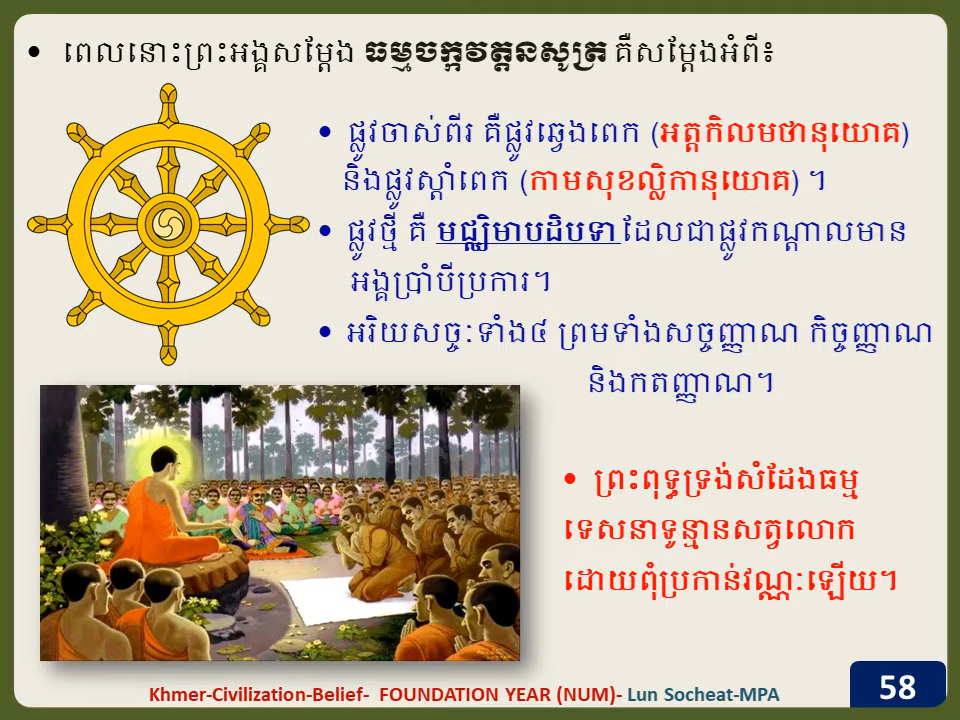 • ពេលនោះព្រះអង្គសម្ដែង ធម្មចក្កវត្តនសូត្រ គឺសម្ដែងអំពី៖
• ផ្លូវចាស់ពីរ គឺផ្លូវឆ្វេងពេក (អត្តកិលមថានុយោគ)
និងផ្លូវស្ដាំពេក (កាមសុខល្លិកានុយោគ) ។
• ផ្លូវថ្មី គឺ មជ្ឈិមាបដិបទា ដែលជាផ្លូវកណ្ដាលមាន
អង្គប្រាំបីប្រការ។
• អរិយសច្ចៈទាំង៤ ព្រមទាំងសច្ចញ្ញាណ កិច្ចញ្ញាណ
និងកតញ្ញាណ។
• ព្រះពុទ្ធទ្រង់សំដែងធម្ម
ទេសនាទូន្មានសត្វលោក
ដោយពុំប្រកាន់វណ្ណៈឡើយ។
Khmer-Civilization-Belief- FOUNDATION YEAR (NUM)- Lun Socheat-MPA
58